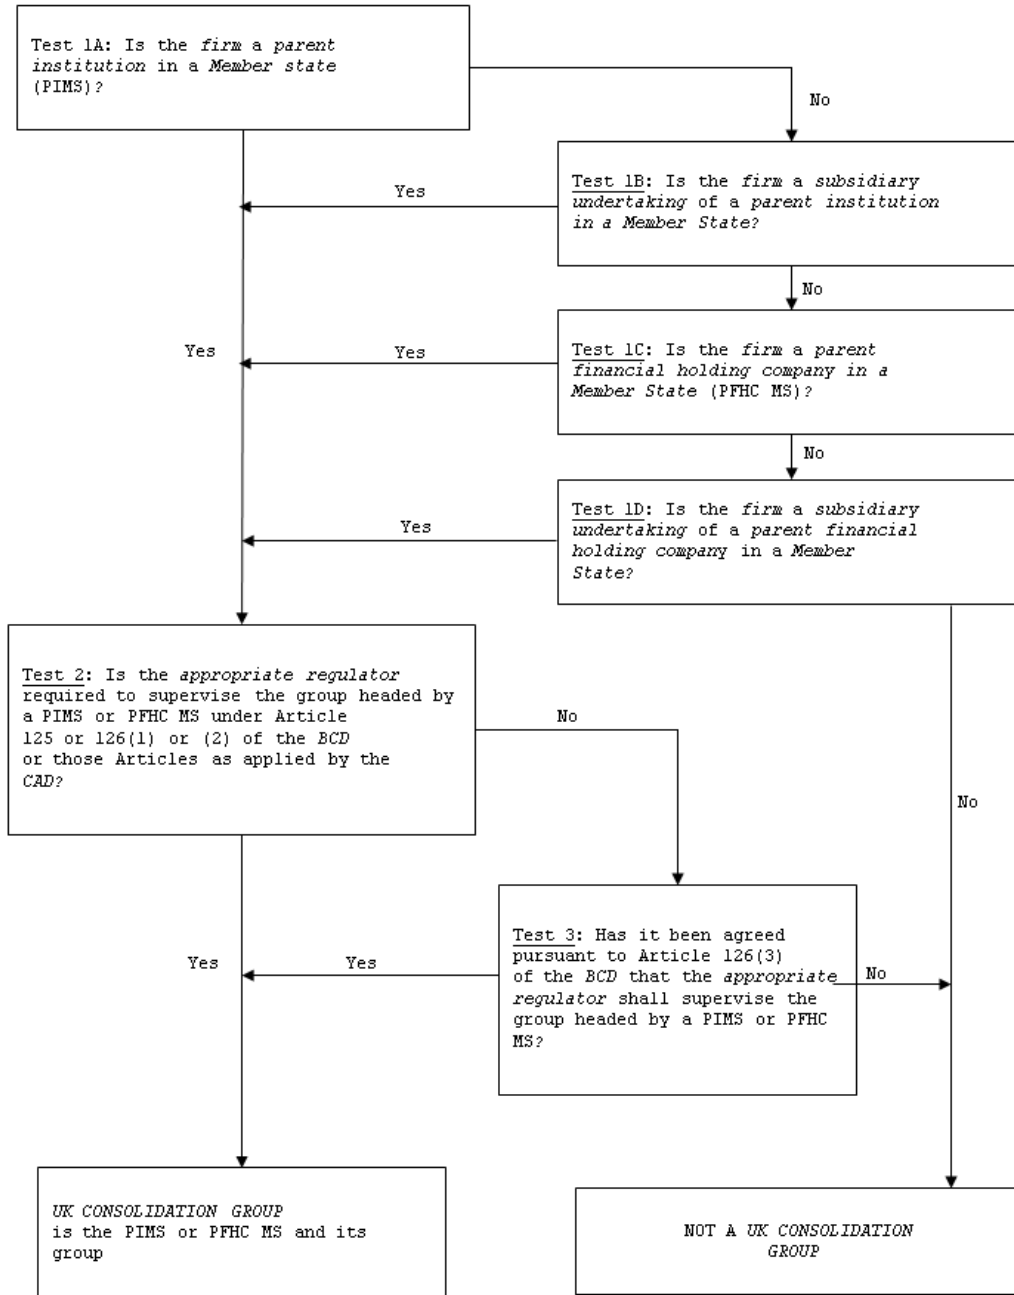 Test 1A: Is the firm a parent
institution in a Member state
(PIMS)?
No
Test 1B: Is the firm a subsidiary
undertaking of a parent institution
in a Member State?
Yes
No
Test 1C: Is the firm a parent
financial holding company in a
Member State (PFHC MS)?
Yes
Yes
No
Test 1D: Is the firm a subsidiary
undertaking of a parent financial
holding company in a Member
State?
Yes
Test 2: Is the appropriate regulator
required to supervise the group headed by
a PIMS or PFHC MS under Article
125 or 126(1) or (2) of the BCD
or those Articles as applied by the
CAD?
No
No
Test 3: Has it been agreed
pursuant to Article 126(3)
of the BCD that the appropriate
regulator shall supervise the
group headed by a PIMS or PFHC
MS?
Yes
Yes
No
UK CONSOLIDATION GROUP
is the PIMS or PFHC MS and its
group
NOT A UK CONSOLIDATION
GROUP